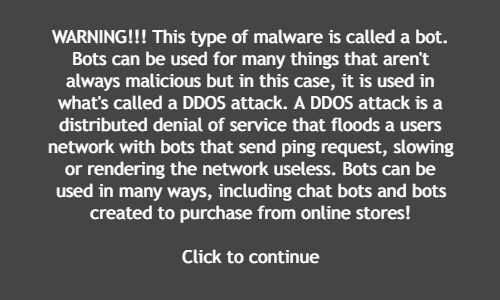 WARNING!!! This type of malware is called a bot.
Bots can be used for many things that aren't
always malicious but in this case, it is used in
what's called a DDOS attack. A DDOS attack is a
distributed denial of service that floods a users
network with bots that send ping request, slowing
or rendering the network useless. Bots can be
used in many ways, including chat bots and bots
created to purchase from online stores!
Click to continue